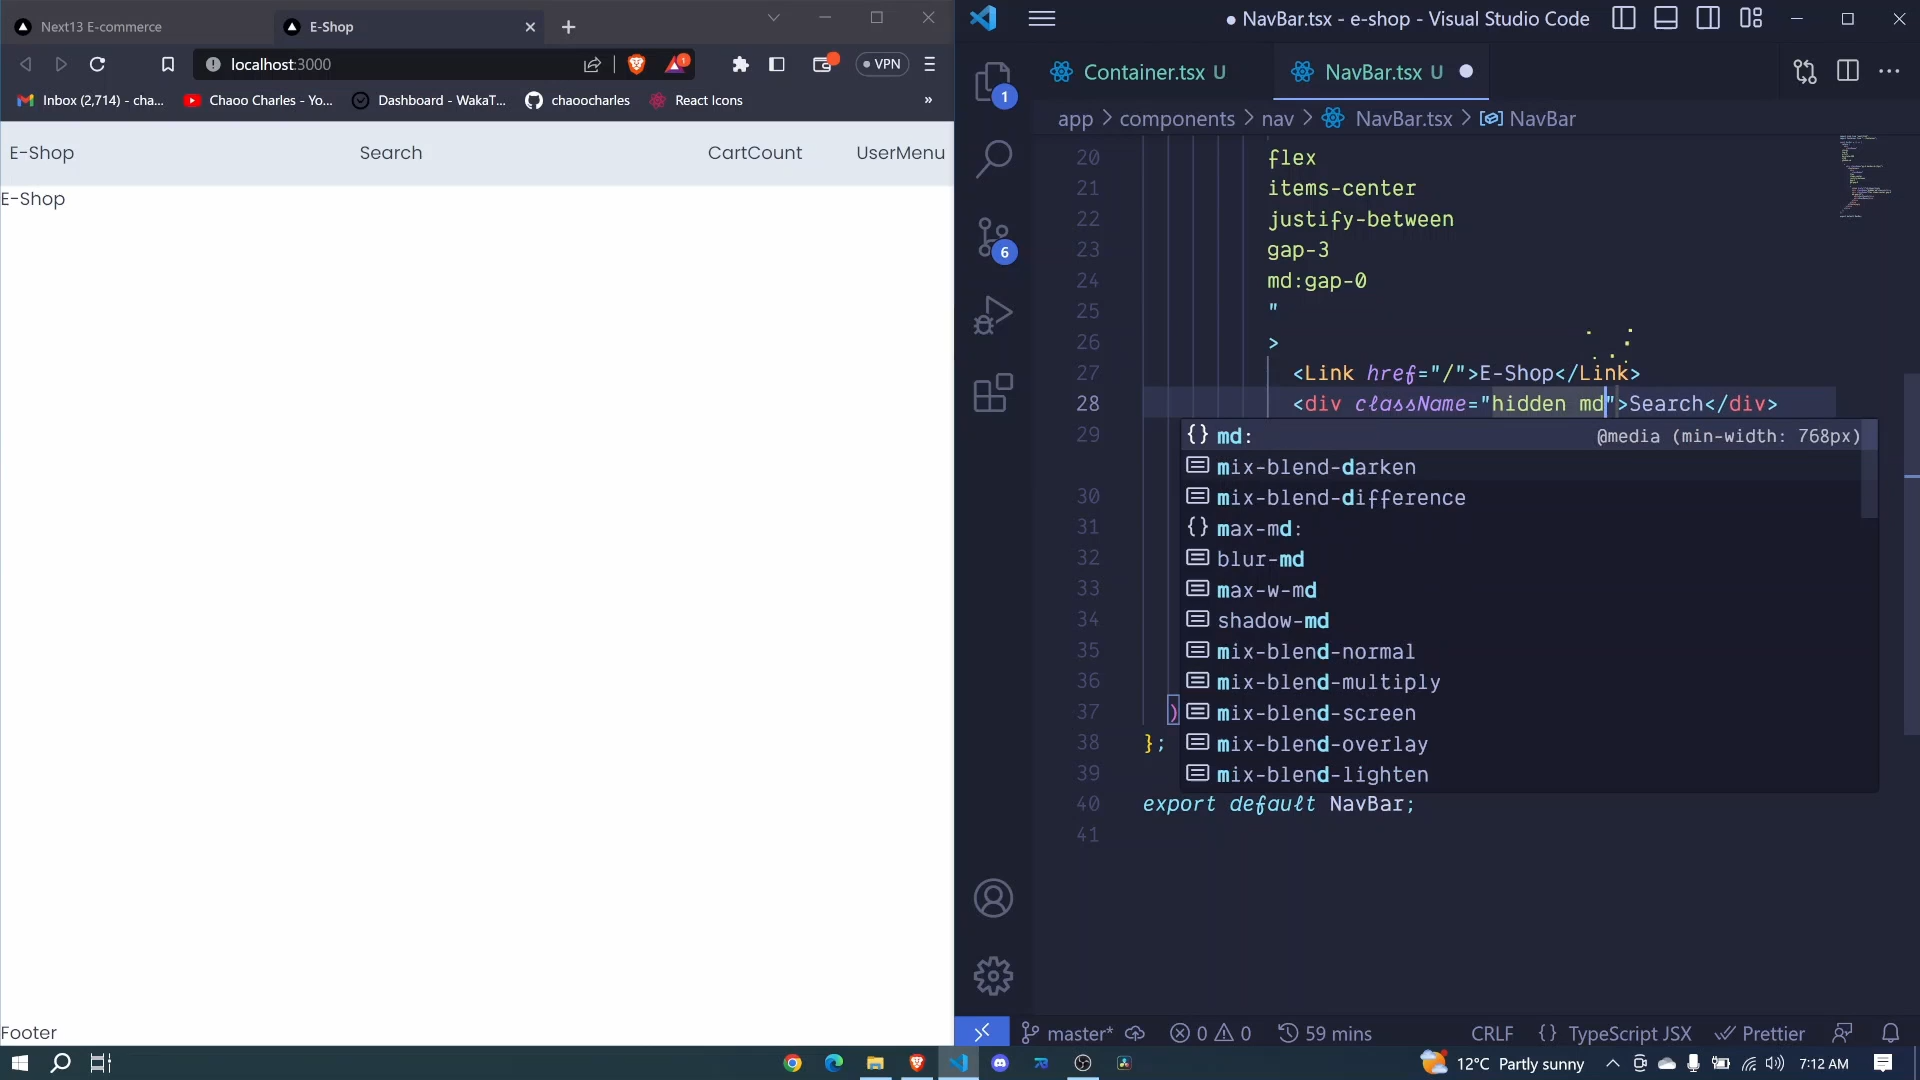 Next13 E-commerce
E-Shop
localhost:3000
1
VPN
Inbox (2,714) - cha...
Chaoo Charles - Yo...
Dashboard - WakaT...
chaoocharles
React Icons
»
E-Shop
Search
CartCount
UserMenu
E-Shop
Footer
● NavBar.tsx - e-shop - Visual Studio Code
1
6
Container.tsx U
NavBar.tsx U
app > components > nav > NavBar.tsx > NavBar
20 flex
21 items-center
22 justify-between
23 gap-3
24 md:gap-0
25 "
26 >
27 <Link href="/">E-Shop</Link>
28 <div className="hidden md">Search</div>
29
{} md: @media (min-width: 768px)
mix-blend-darken
30 mix-blend-difference
31 {} max-md:
32 blur-md
33 max-w-md
34 shadow-md
35 mix-blend-normal
36 mix-blend-multiply
37 ) mix-blend-screen
38 }; mix-blend-overlay
39 mix-blend-lighten
40 export default NavBar;
41
master* 0 0 59 mins CRLF {} TypeScript JSX Prettier
12°C Partly sunny 7:12 AM